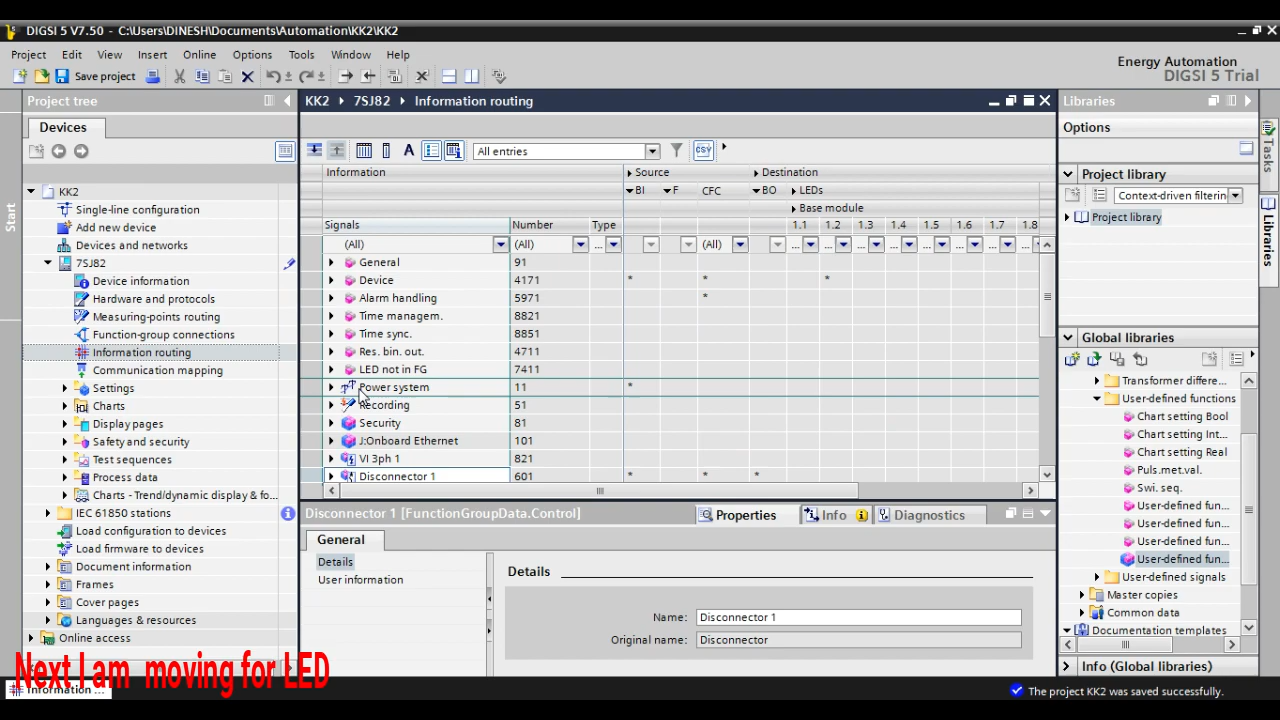 DIGSI 5 V7.50 - C:\Users\DINESH\Documents\Automation\KK2\KK2
Project Edit View Insert Online Options Tools Window Help
Save project
Energy Automation
DIGSI 5 Trial
Start
Project tree
Devices
KK2
Single-line configuration
Add new device
Devices and networks
7SJ82
Device information
Hardware and protocols
Measuring-points routing
Function-group connections
Information routing
Communication mapping
Settings
Charts
Display pages
Safety and security
Test sequences
Process data
Charts - Trend/dynamic display & fo...
IEC 61850 stations
Load configuration to devices
Load firmware to devices
Document information
Frames
Cover pages
Languages & resources
Online access
KK2 7SJ82 Information routing
All entries
CSV
Information Source Destination
BI F CFC BO LEDs
Base module
Signals Number Type 1.1 1.2 1.3 1.4 1.5 1.6 1.7 1.8
(All) (All) ... (All) ... ... ... ... ... ... ... ...
General 91
Device 4171 * * *
Alarm handling 5971 *
Time managem. 8821
Time sync. 8851
Res. bin. out. 4711
LED not in FG 7411
Power system 11 *
Recording 51
Security 81
J:Onboard Ethernet 101
VI 3ph 1 821
Disconnector 1 601 * * *
Disconnector 1 [FunctionGroupData.Control]
Properties Info Diagnostics
General
Details
User information
Details
Name: Disconnector 1
Original name: Disconnector
Libraries
Options
Project library
Context-driven filterin
Project library
Global libraries
Transformer differe...
User-defined functions
Chart setting Bool
Chart setting Int...
Chart setting Real
Puls.met.val.
Swi. seq.
User-defined fun...
User-defined fun...
User-defined fun...
User-defined fun...
User-defined signals
Master copies
Common data
Documentation templates
Info (Global libraries)
Tasks
Libraries
Next I am moving for LED
Information ...
The project KK2 was saved successfully.